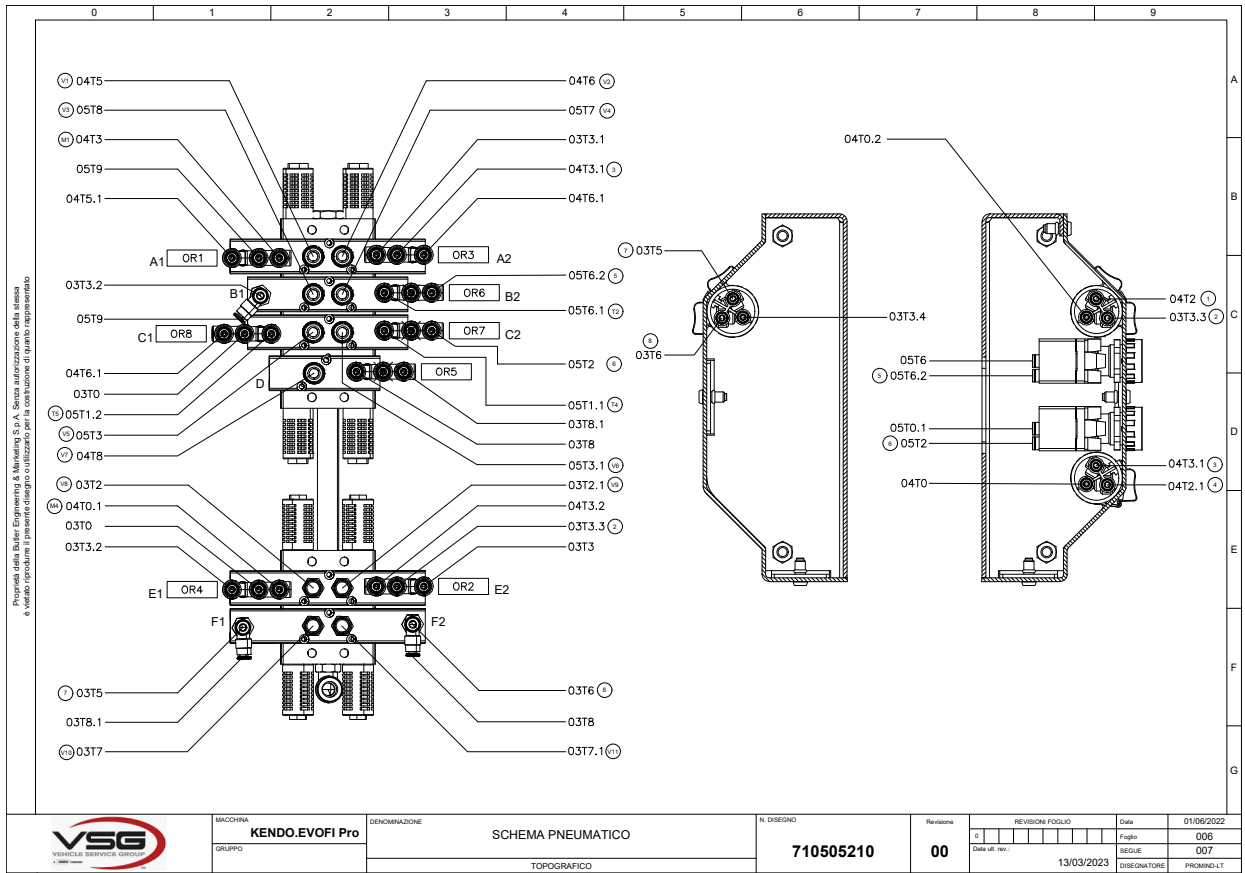 0 1 2 3 4 5 6 7 8 9
A
B
C
D
E
F
G
V1 04T5
V3 05T8
M1 04T3
05T9
04T5.1
04T6 V2
05T7 V4
03T3.1
04T3.1 3
04T6.1
A1 OR1
OR3 A2
03T3.2
B1
OR6 B2
05T6.2 5
05T6.1 T2
05T9
C1 OR8
OR7 C2
05T2 6
04T6.1
03T0
D
OR5
T5 05T1.2
05T1.1 T4
V5 05T3
03T8.1
V7 04T8
03T8
05T3.1 V6
V8 03T2
03T2.1 V9
M4 04T0.1
04T3.2
03T0
03T3.3 2
03T3.2
03T3
E1 OR4
OR2 E2
F1
F2
7 03T5
03T6 8
03T8.1
03T8
V10 03T7
03T7.1 V11
7 03T5
8
03T6
03T3.4
04T0.2
04T2 1
03T3.3 2
05T6
5 05T6.2
05T0.1
6 05T2
04T0
04T3.1 3
04T2.1 4
Proprietà della Butler Engineering & Marketing S.p.A. Senza autorizzazione della stessa
è vietato riprodurre il presente disegno o utilizzarlo per la costruzione di quanto rappresentato
VSG
VEHICLE SERVICE GROUP
MACCHINA
KENDO.EVOFI Pro
GRUPPO
DENOMINAZIONE
SCHEMA PNEUMATICO
TOPOGRAFICO
N. DISEGNO
710505210
Revisione
00
REVISIONI FOGLIO
0
Data ult. rev.:
13/03/2023
Data 01/06/2022
Foglio 006
SEGUE 007
DISEGNATORE PROMIND-LT